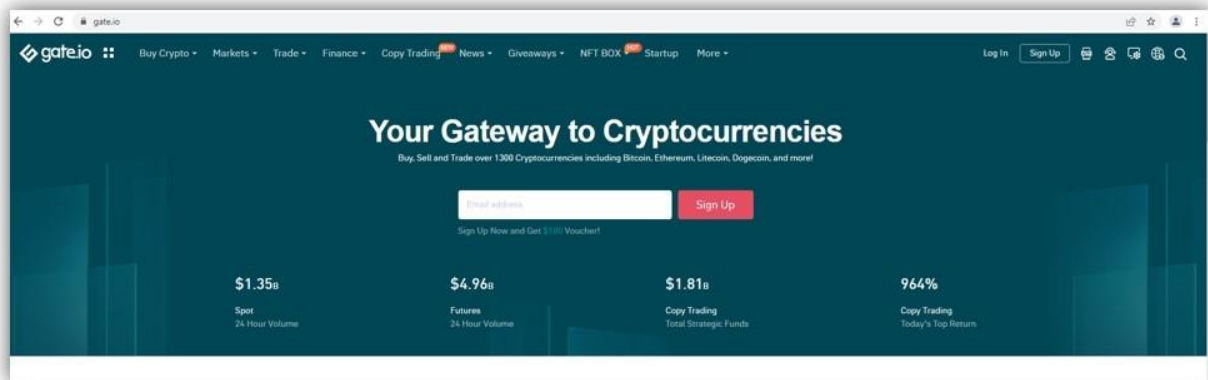 gate.io
gate.io Buy Crypto Markets Trade Finance Copy Trading NEW News Giveaways NFT BOX HOT Startup More Log In Sign Up
Your Gateway to Cryptocurrencies
Buy, Sell and Trade over 1300 Cryptocurrencies including Bitcoin, Ethereum, Litecoin, Dogecoin, and more!
Email address Sign Up
Sign Up Now and Get $100 Voucher!
$1.35B $4.96B $1.81B 964%
Spot Futures Copy Trading Copy Trading
24 Hour Volume 24 Hour Volume Total Strategic Funds Today's Top Return